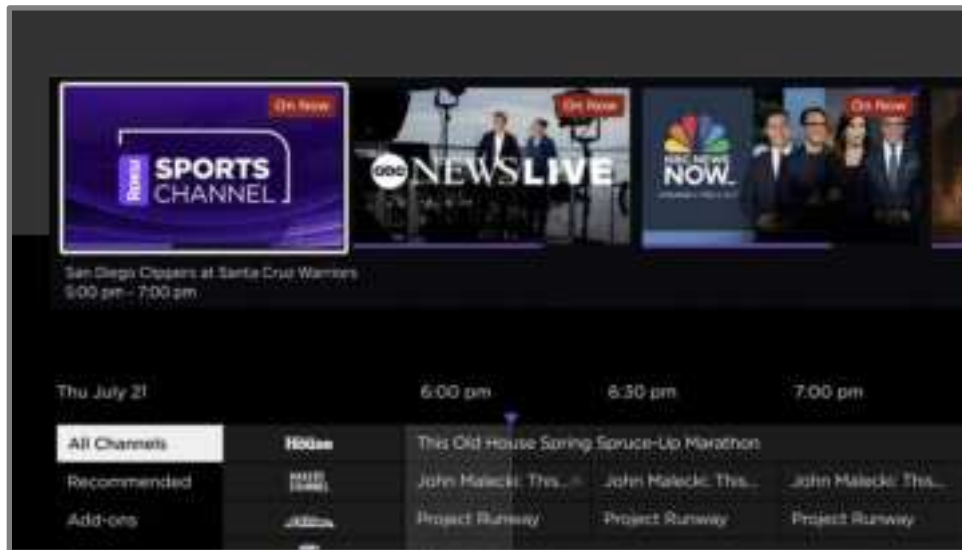 On Now
Roku
SPORTS
CHANNEL
On Now
abc NEWS LIVE
On Now
NBC NEWS
NOW
San Diego Clippers at Santa Cruz Warriors
5:00 pm - 7:00 pm
Thu July 21
6:00 pm 6:30 pm 7:00 pm
All Channels House This Old House Spring Spruce-Up Marathon
Recommended John Malecki: This... John Malecki: This... John Malecki: This...
Add-ons Project Runway Project Runway Project Runway